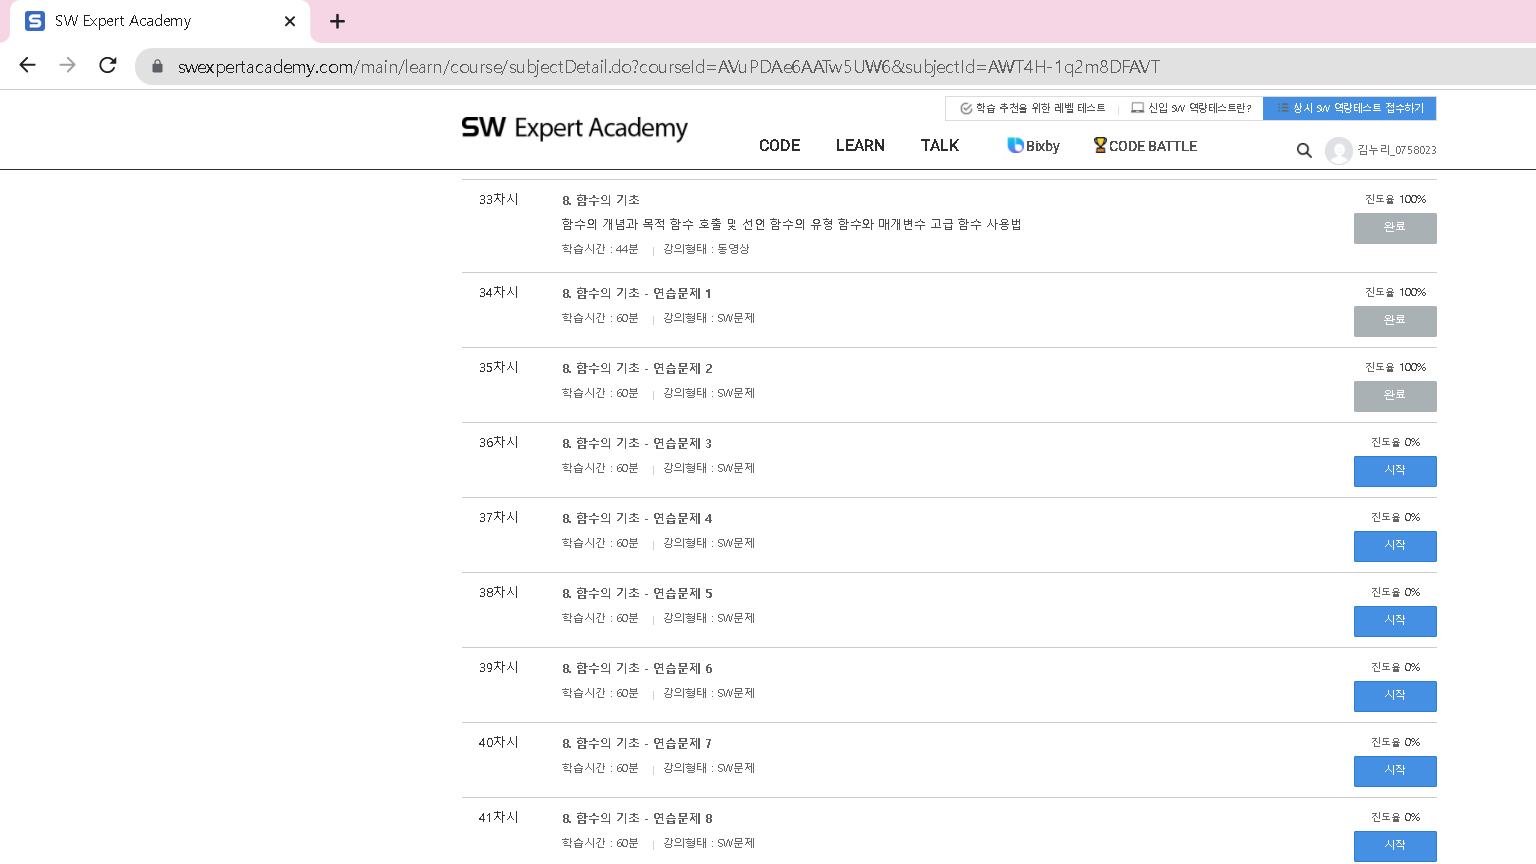 SW Expert Academy
swexpertacademy.com/main/learn/course/subjectDetail.do?courseId=AVuPDAe6AATw5UW6&subjectId=AWT4H-1q2m8DFAVT
학습 추천을 위한 레벨 테스트 신입 SW 역량테스트란? 상시 SW 역량테스트 접수하기
SW Expert Academy
CODE LEARN TALK Bixby CODE BATTLE 김누리_0758023
33차시 8. 함수의 기초 진도율 100%
함수의 개념과 목적 함수 호출 및 선언 함수의 유형 함수와 매개변수 고급 함수 사용법 완료
학습시간 : 44분 강의형태 : 동영상
34차시 8. 함수의 기초 - 연습문제 1 진도율 100%
학습시간 : 60분 강의형태 : SW문제 완료
35차시 8. 함수의 기초 - 연습문제 2 진도율 100%
학습시간 : 60분 강의형태 : SW문제 완료
36차시 8. 함수의 기초 - 연습문제 3 진도율 0%
학습시간 : 60분 강의형태 : SW문제 시작
37차시 8. 함수의 기초 - 연습문제 4 진도율 0%
학습시간 : 60분 강의형태 : SW문제 시작
38차시 8. 함수의 기초 - 연습문제 5 진도율 0%
학습시간 : 60분 강의형태 : SW문제 시작
39차시 8. 함수의 기초 - 연습문제 6 진도율 0%
학습시간 : 60분 강의형태 : SW문제 시작
40차시 8. 함수의 기초 - 연습문제 7 진도율 0%
학습시간 : 60분 강의형태 : SW문제 시작
41차시 8. 함수의 기초 - 연습문제 8 진도율 0%
학습시간 : 60분 강의형태 : SW문제 시작